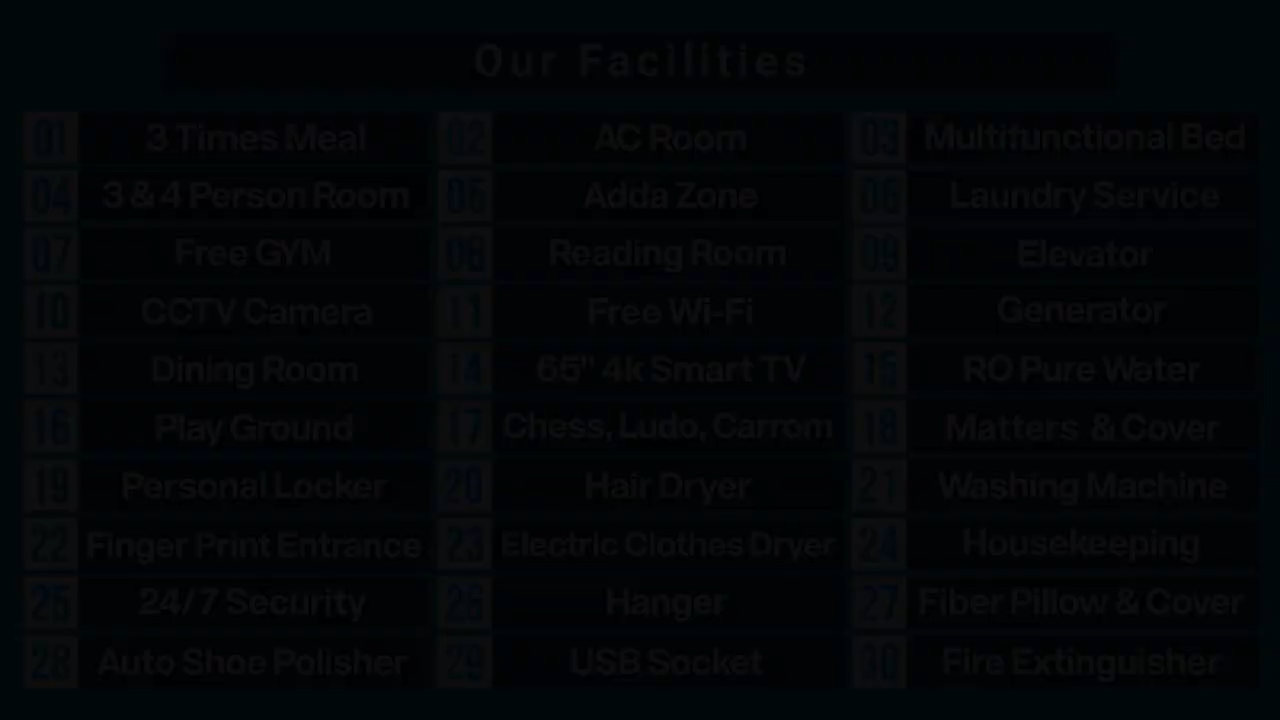 Our Facilities
01 3 Times Meal 02 AC Room 03 Multifunctional Bed
04 3 & 4 Person Room 05 Adda Zone 06 Laundry Service
07 Free GYM 08 Reading Room 09 Elevator
10 CCTV Camera 11 Free Wi-Fi 12 Generator
13 Dining Room 14 65" 4k Smart TV 15 RO Pure Water
16 Play Ground 17 Chess, Ludo, Carrom 18 Matters & Cover
19 Personal Locker 20 Hair Dryer 21 Washing Machine
22 Finger Print Entrance 23 Electric Clothes Dryer 24 Housekeeping
25 24/7 Security 26 Hanger 27 Fiber Pillow & Cover
28 Auto Shoe Polisher 29 USB Socket 30 Fire Extinguisher